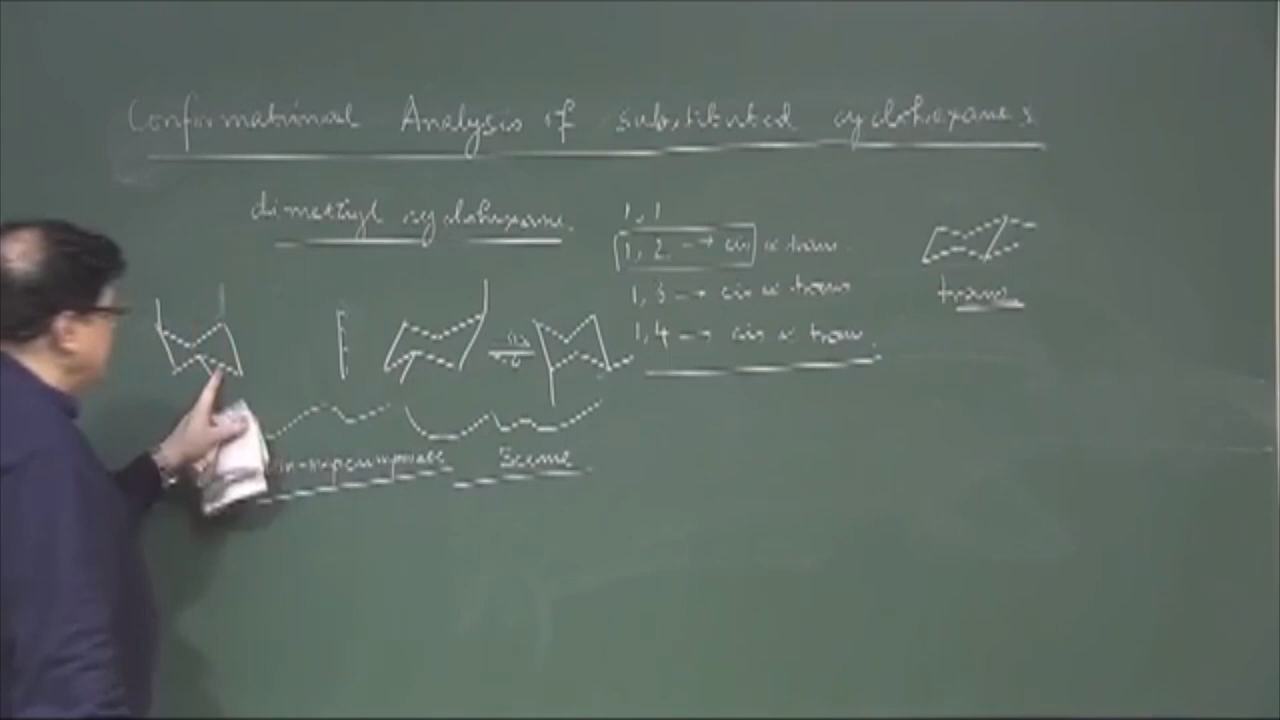 Conformational Analysis of substituted cyclohexanes
dimethyl cyclohexane
1,1
1,2 → cis & trans
1,3 → cis & trans
1,4 → cis & trans
trans
Same